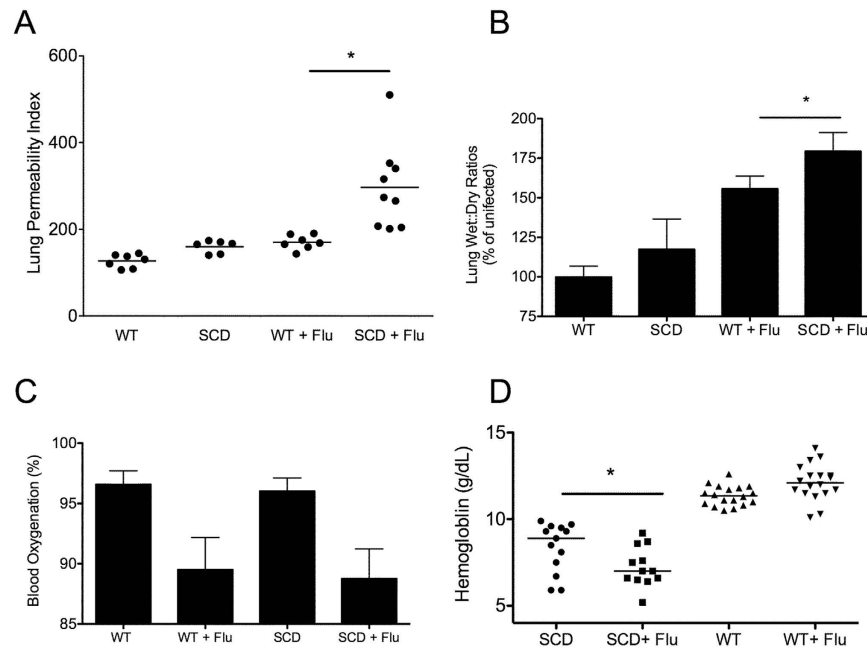 A
Lung Permeability Index
600
400
200
0
*
WT
SCD
WT + Flu
SCD + Flu
B
Lung Wet::Dry Ratios
(% of unifected)
200
175
150
125
100
75
*
WT
SCD
WT + Flu
SCD + Flu
C
Blood Oxygenation (%)
100
95
90
85
WT
WT + Flu
SCD
SCD + Flu
D
Hemogloblin (g/dL)
15
10
5
*
SCD
SCD+ Flu
WT
WT+ Flu